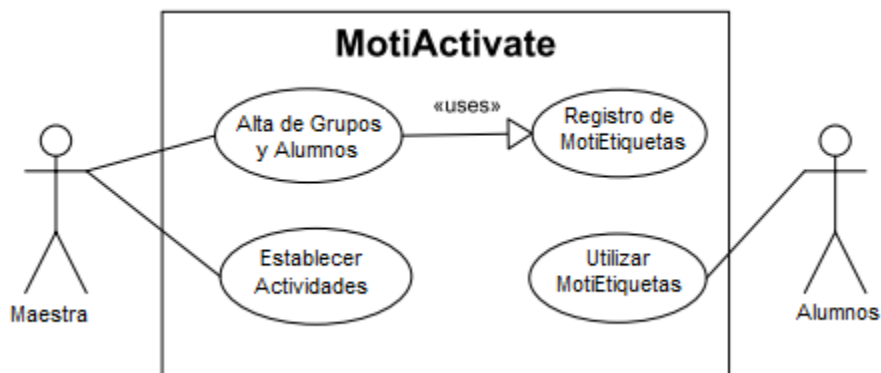 MotiActivate
Alta de Grupos
y Alumnos
«uses»
Registro de
MotiEtiquetas
Establecer
Actividades
Utilizar
MotiEtiquetas
Maestra
Alumnos